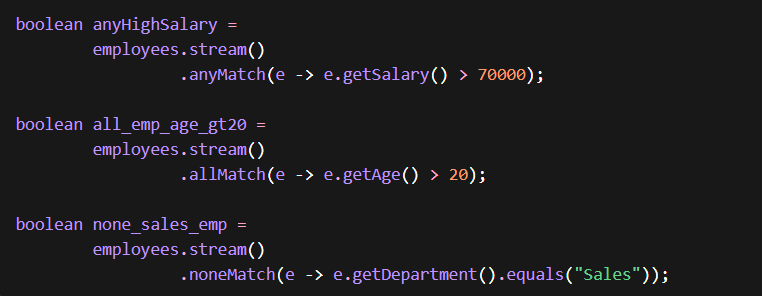 boolean anyHighSalary =
employees.stream()
.anyMatch(e -> e.getSalary() > 70000);
boolean all_emp_age_gt20 =
employees.stream()
.allMatch(e -> e.getAge() > 20);
boolean none_sales_emp =
employees.stream()
.noneMatch(e -> e.getDepartment().equals("Sales"));